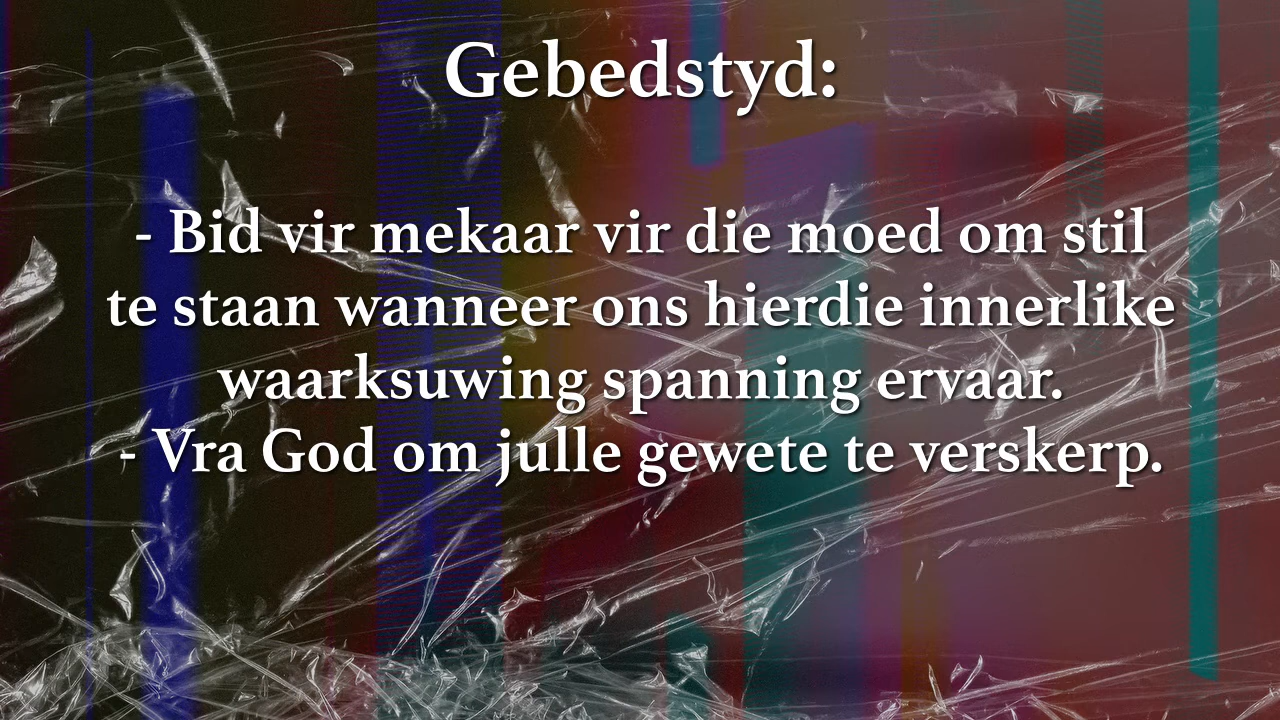 Gebedstyd:
- Bid vir mekaar vir die moed om stil
te staan wanneer ons hierdie innerlike
waarksuwing spanning ervaar.
- Vra God om julle gewete te verskerp.